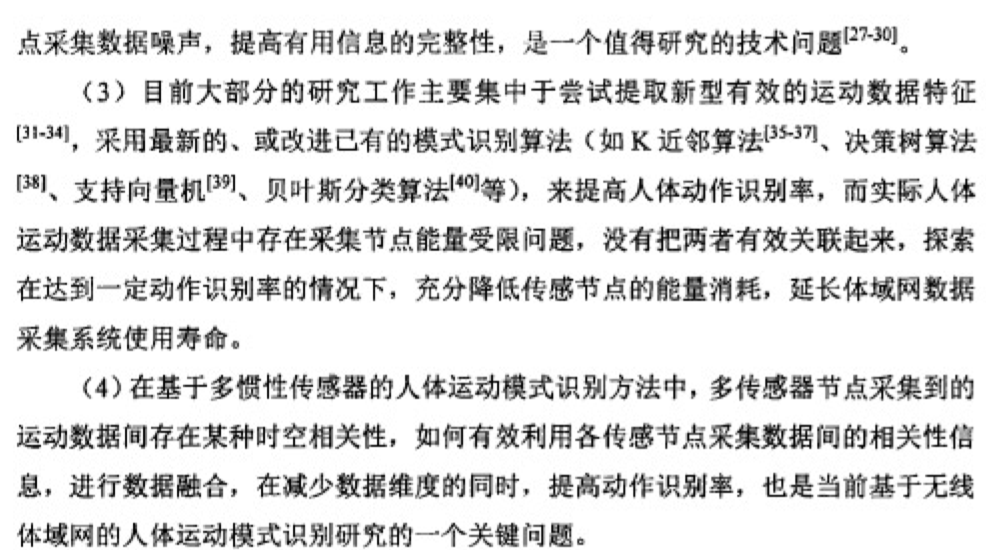 点采集数据噪声，提高有用信息的完整性，是一个值得研究的技术问题[27-30]。
（3）目前大部分的研究工作主要集中于尝试提取新型有效的运动数据特征
[31-34]，采用最新的、或改进已有的模式识别算法（如 K 近邻算法[35-37]、决策树算法
[38]、支持向量机[39]、贝叶斯分类算法[40]等），来提高人体动作识别率，而实际人体
运动数据采集过程中存在采集节点能量受限问题，没有把两者有效关联起来，探索
在达到一定动作识别率的情况下，充分降低传感节点的能量消耗，延长体域网数据
采集系统使用寿命。
（4）在基于多惯性传感器的人体运动模式识别方法中，多传感器节点采集到的
运动数据间存在某种时空相关性，如何有效利用各传感节点采集数据间的相关性信
息，进行数据融合，在减少数据维度的同时，提高动作识别率，也是当前基于无线
体域网的人体运动模式识别研究的一个关键问题。